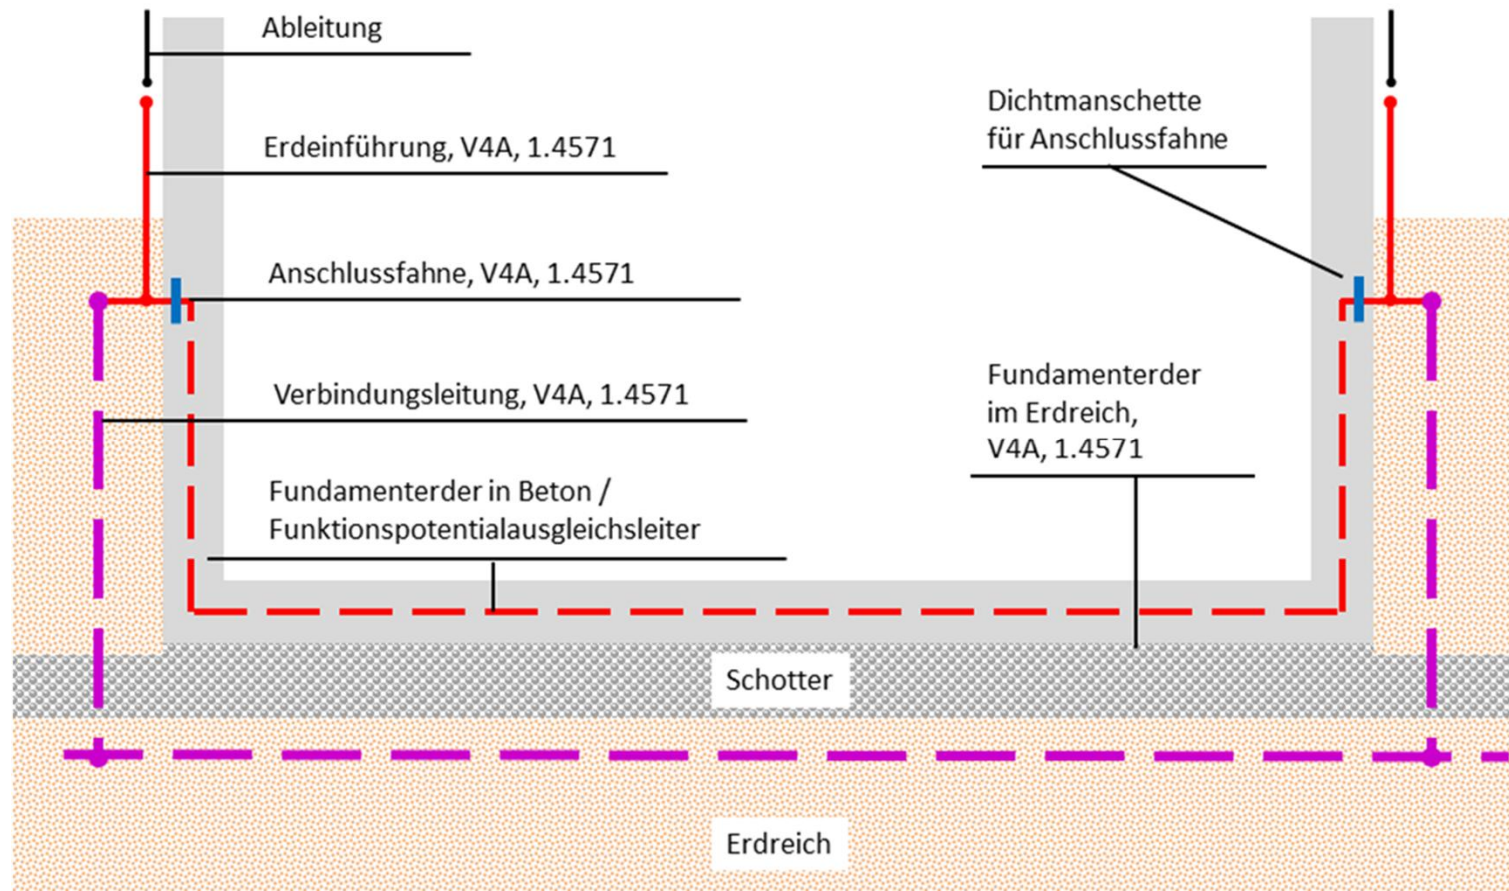 Ableitung
Erdeinführung, V4A, 1.4571
Anschlussfahne, V4A, 1.4571
Verbindungsleitung, V4A, 1.4571
Fundamenterder in Beton /
Funktionspotentialausgleichsleiter
Dichtmanschette
für Anschlussfahne
Fundamenterder
im Erdreich,
V4A, 1.4571
Schotter
Erdreich